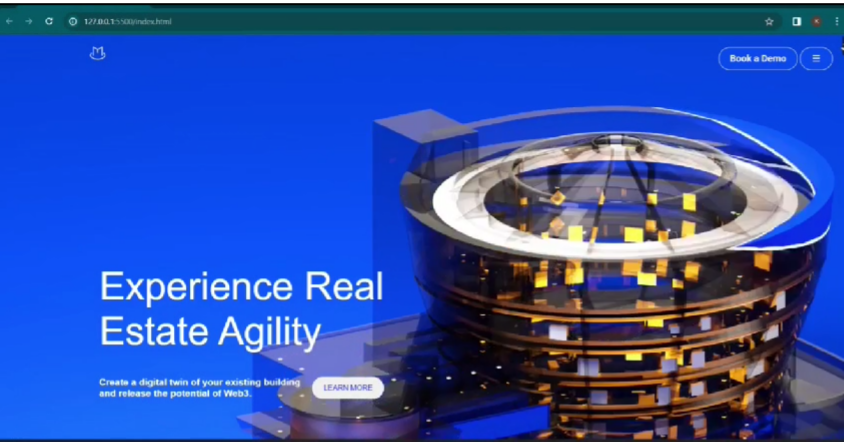 127.0.0.1:5500/index.html
Book a Demo
Experience Real
Estate Agility
Create a digital twin of your existing building
and release the potential of Web3.
LEARN MORE